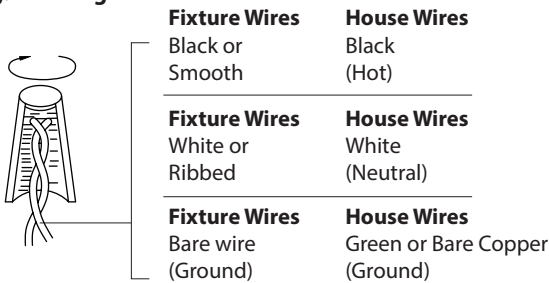 Fixture Wires House Wires
Black or Black
Smooth (Hot)
Fixture Wires House Wires
White or White
Ribbed (Neutral)
Fixture Wires House Wires
Bare wire Green or Bare Copper
(Ground) (Ground)